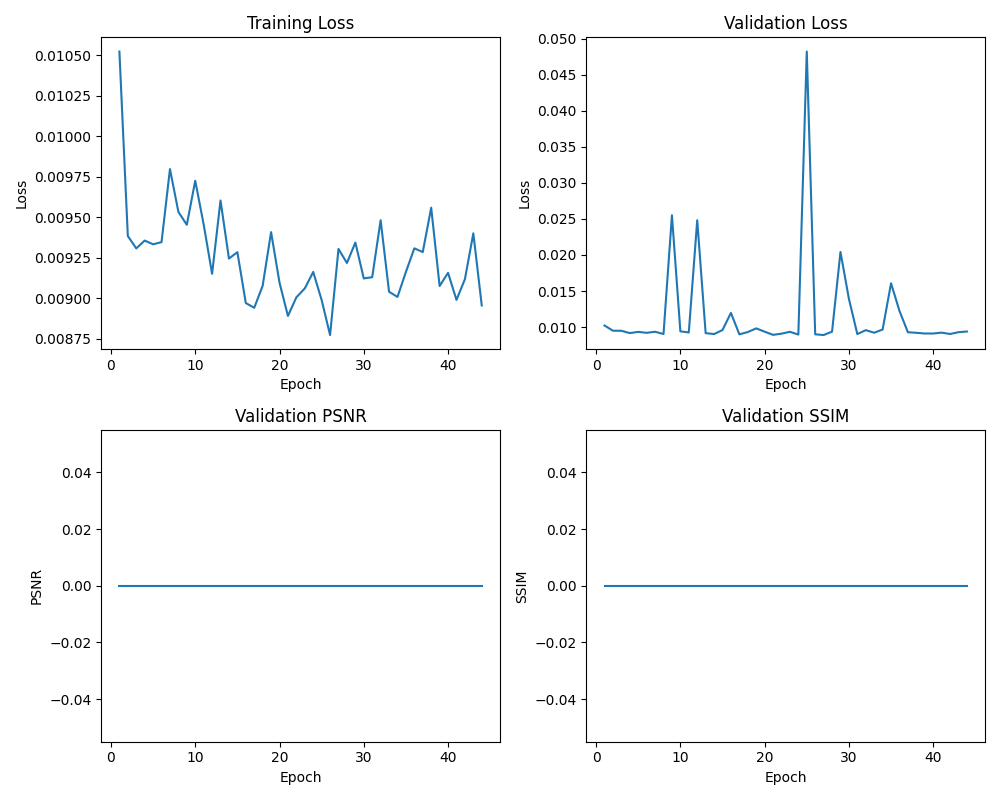 Training Loss
0.01050
0.01025
0.01000
0.00975
0.00950
0.00925
0.00900
0.00875
Loss
0 10 20 30 40
Epoch
Validation Loss
0.050
0.045
0.040
0.035
0.030
0.025
0.020
0.015
0.010
Loss
0 10 20 30 40
Epoch
Validation PSNR
0.04
0.02
0.00
−0.02
−0.04
PSNR
0 10 20 30 40
Epoch
Validation SSIM
0.04
0.02
0.00
−0.02
−0.04
SSIM
0 10 20 30 40
Epoch